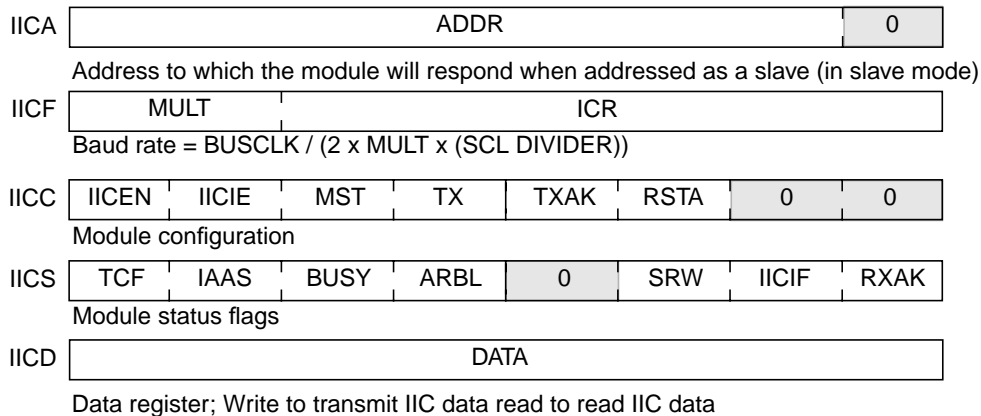 IICA ADDR 0
Address to which the module will respond when addressed as a slave (in slave mode)
IICF MULT ICR
Baud rate = BUSCLK / (2 x MULT x (SCL DIVIDER))
IICC IICEN IICIE MST TX TXAK RSTA 0 0
Module configuration
IICS TCF IAAS BUSY ARBL 0 SRW IICIF RXAK
Module status flags
IICD DATA
Data register; Write to transmit IIC data read to read IIC data